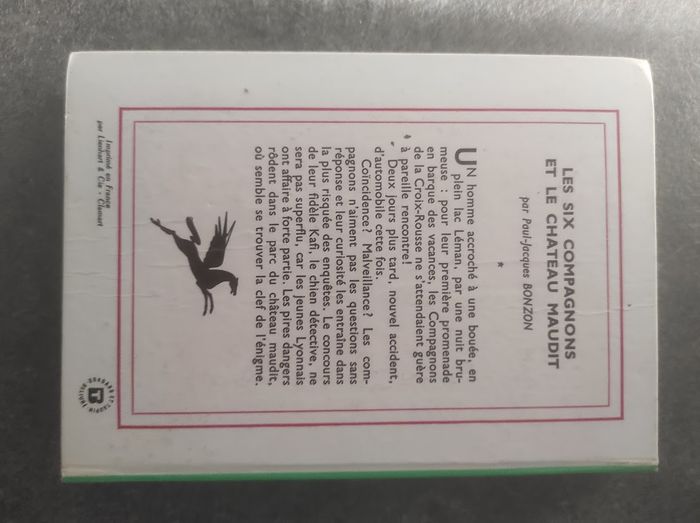 LES SIX COMPAGNONS
ET LE CHATEAU MAUDIT
par Paul-Jacques BONZON
*
UN homme accroché à une bouée, en
plein lac Léman, par une nuit bru-
meuse : pour leur première promenade
en barque des vacances, les Compagnons
de la Croix-Rousse ne s'attendaient guère
à pareille rencontre!
Deux jours plus tard, nouvel accident,
d'automobile cette fois.
Coïncidence? Malveillance? Les com-
pagnons n'aiment pas les questions sans
réponse et leur curiosité les entraîne dans
la plus risquée des enquêtes. Le concours
de leur fidèle Kafi, le chien détective, ne
sera pas superflu, car les jeunes Lyonnais
ont affaire à forte partie. Les pires dangers
rôdent dans le parc du château maudit,
où semble se trouver la clef de l'énigme.
Imprimé en France
par Lienhart & Cie - Clamart